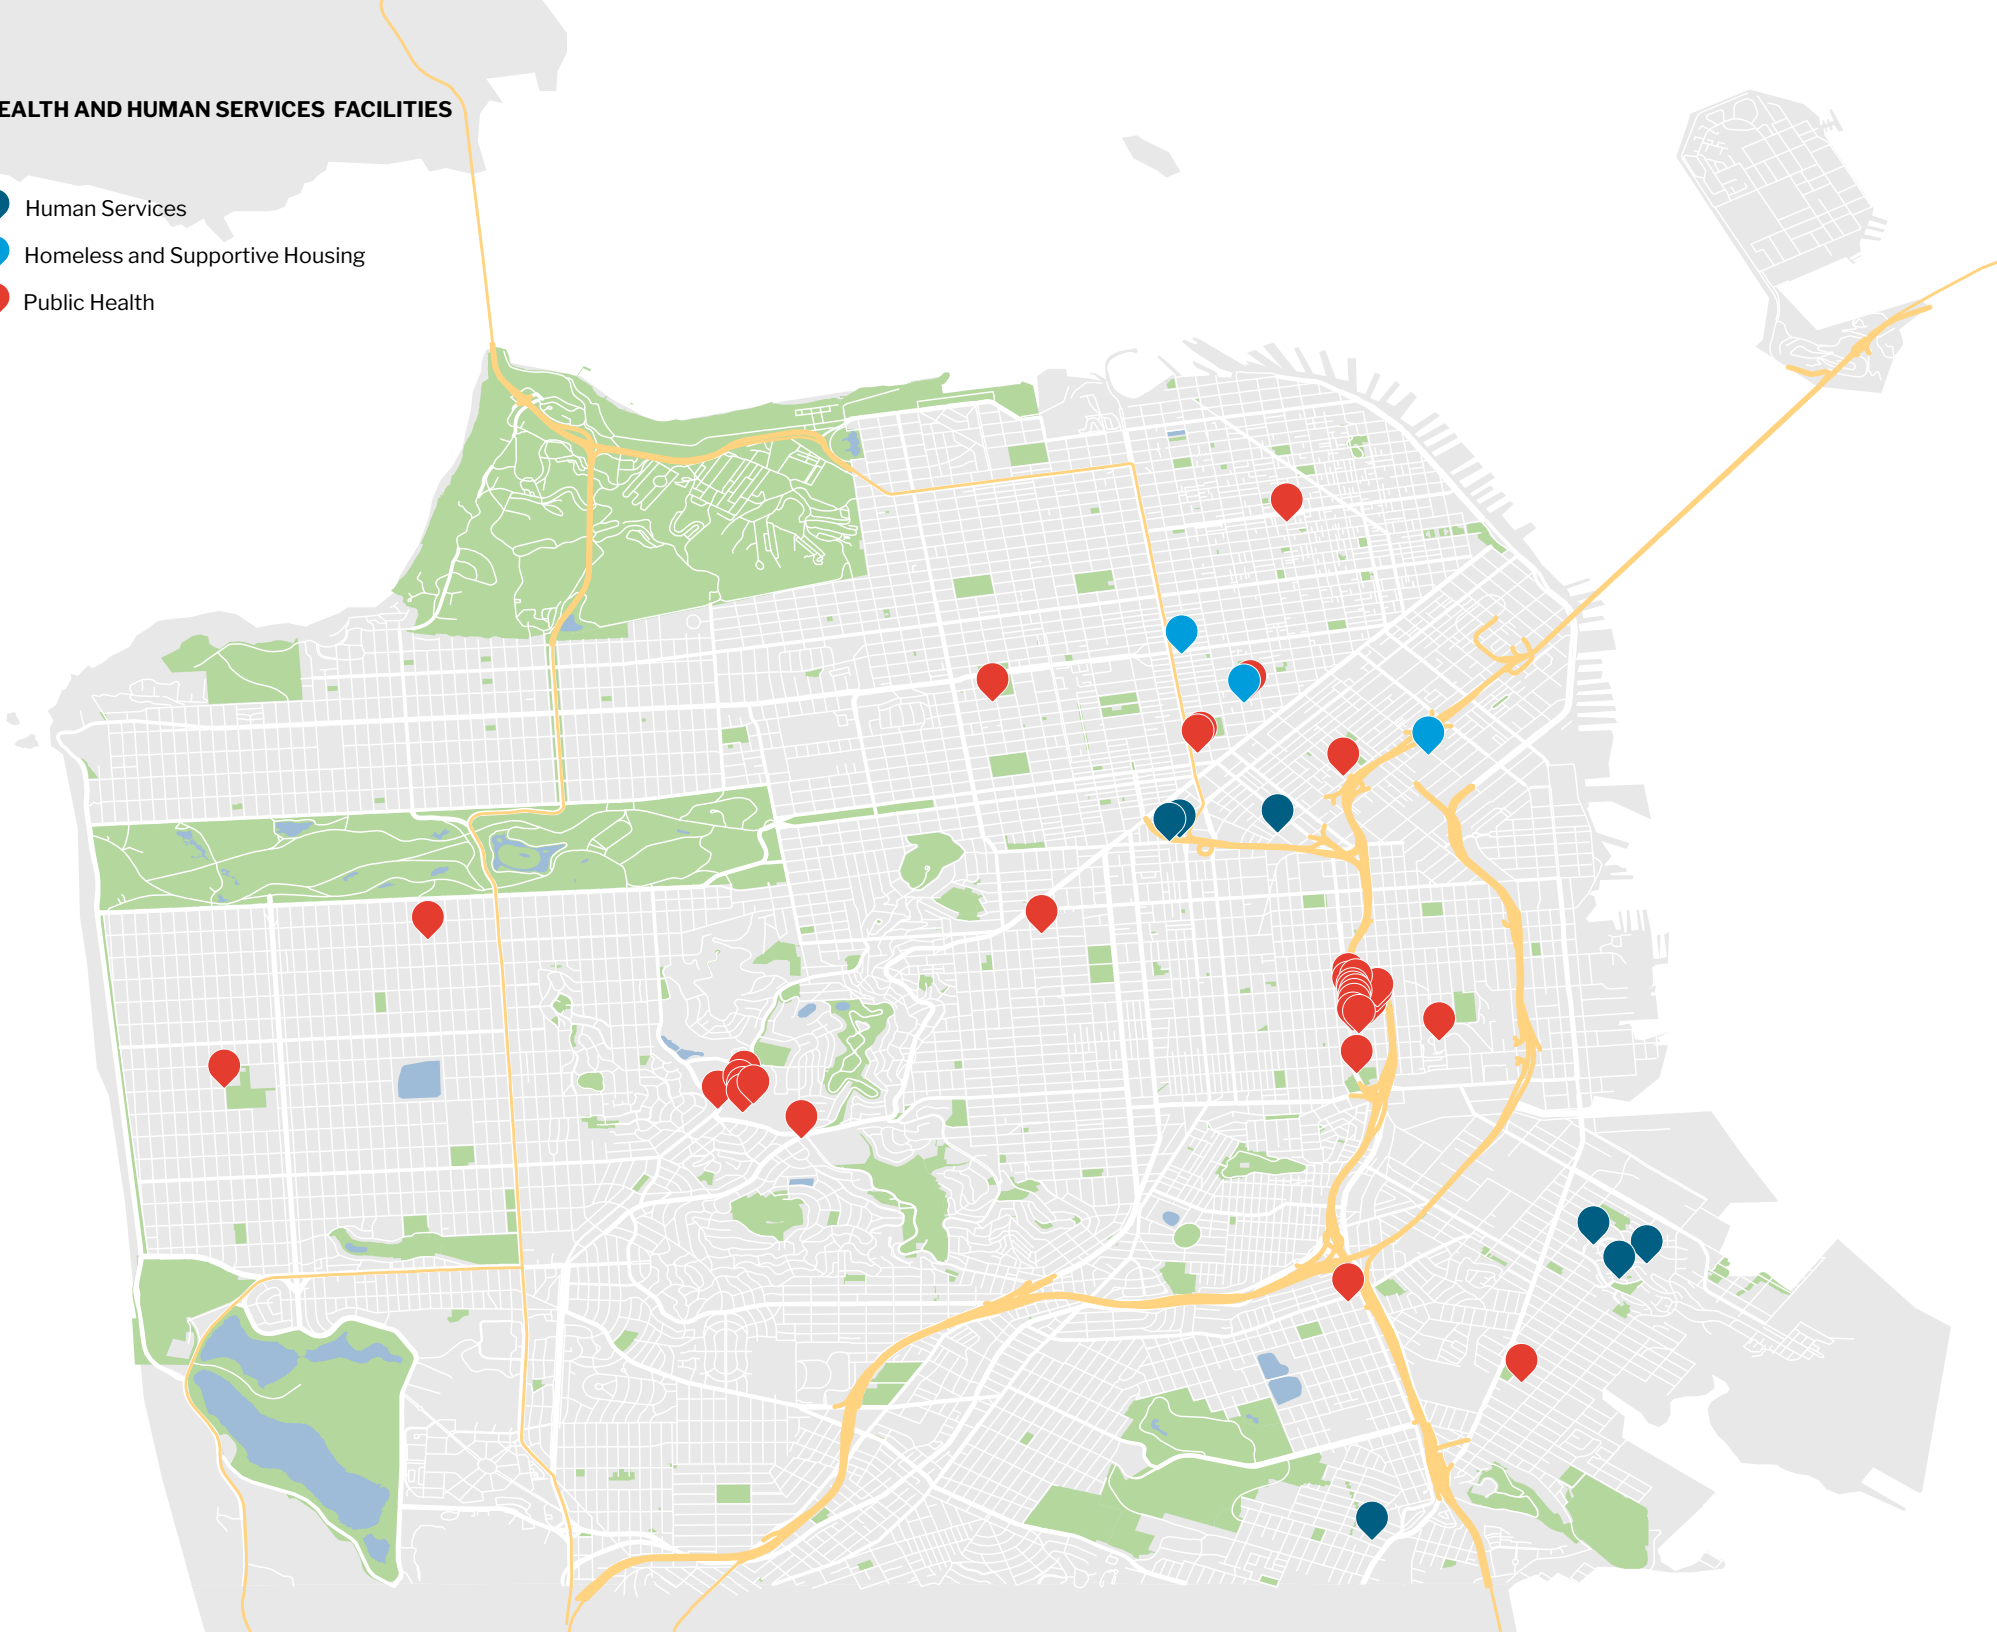 EALTH AND HUMAN SERVICES FACILITIES
Human Services
Homeless and Supportive Housing
Public Health